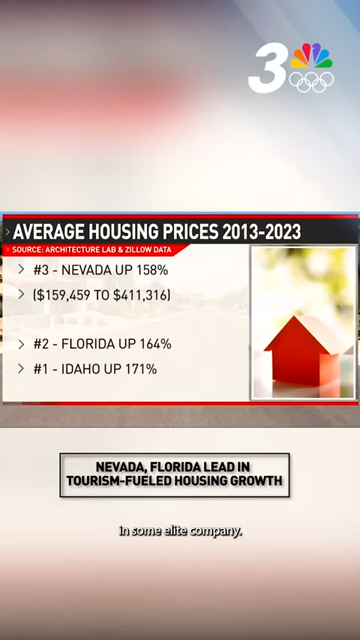 3
AVERAGE HOUSING PRICES 2013-2023
SOURCE: ARCHITECTURE LAB & ZILLOW DATA
#3 - NEVADA UP 158%
($159,459 TO $411,316)
#2 - FLORIDA UP 164%
#1 - IDAHO UP 171%
NEVADA, FLORIDA LEAD IN
TOURISM-FUELED HOUSING GROWTH
in some elite company.